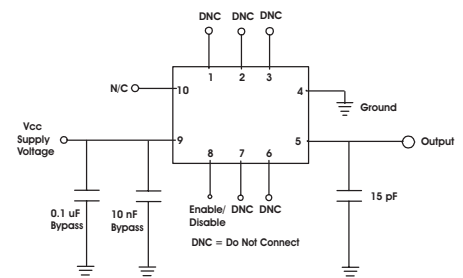 DNC DNC DNC
1 2 3
N/C 10 4
Ground
Vcc
Supply
Voltage
9 5 Output
8 7 6
0.1 uF
Bypass
10 nF
Bypass
Enable/
Disable
DNC DNC
15 pF
DNC = Do Not Connect